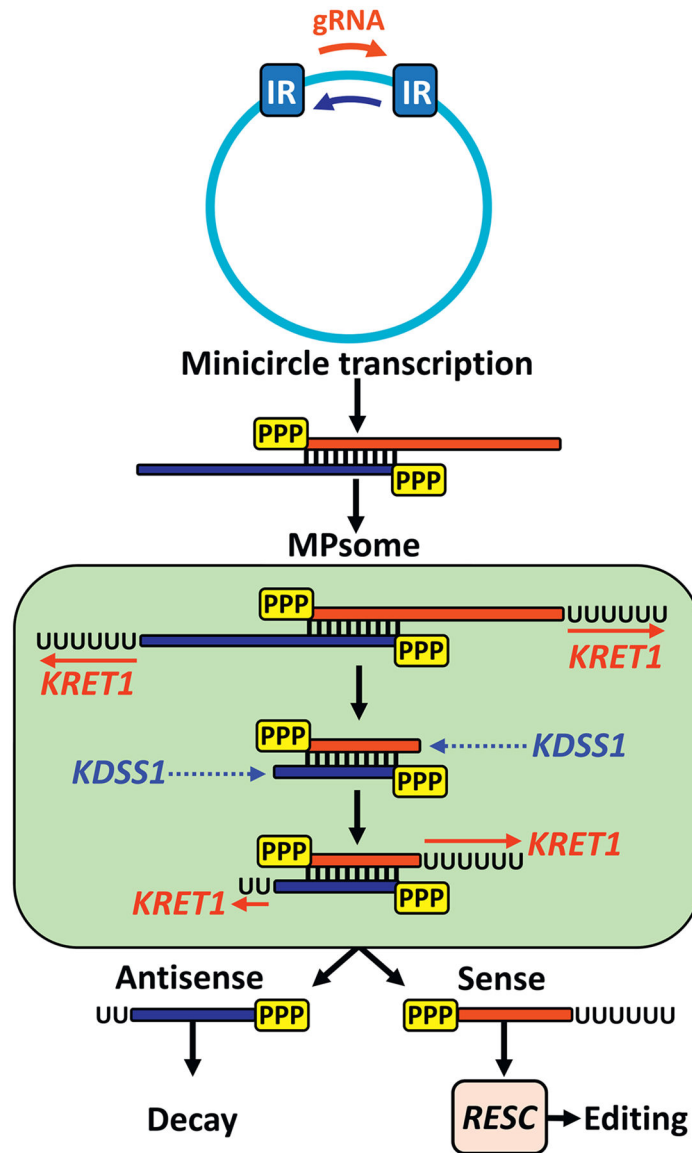 gRNA
IR IR
Minicircle transcription
PPP
PPP
MPsome
PPP
UUUUUU
UUUUUU
PPP
KRET1
KRET1
PPP
KDSS1
KDSS1
PPP
KRET1
PPP
UUUUUU
UU
KRET1
PPP
Antisense Sense
UU PPP PPP UUUUUU
Decay
RESC Editing